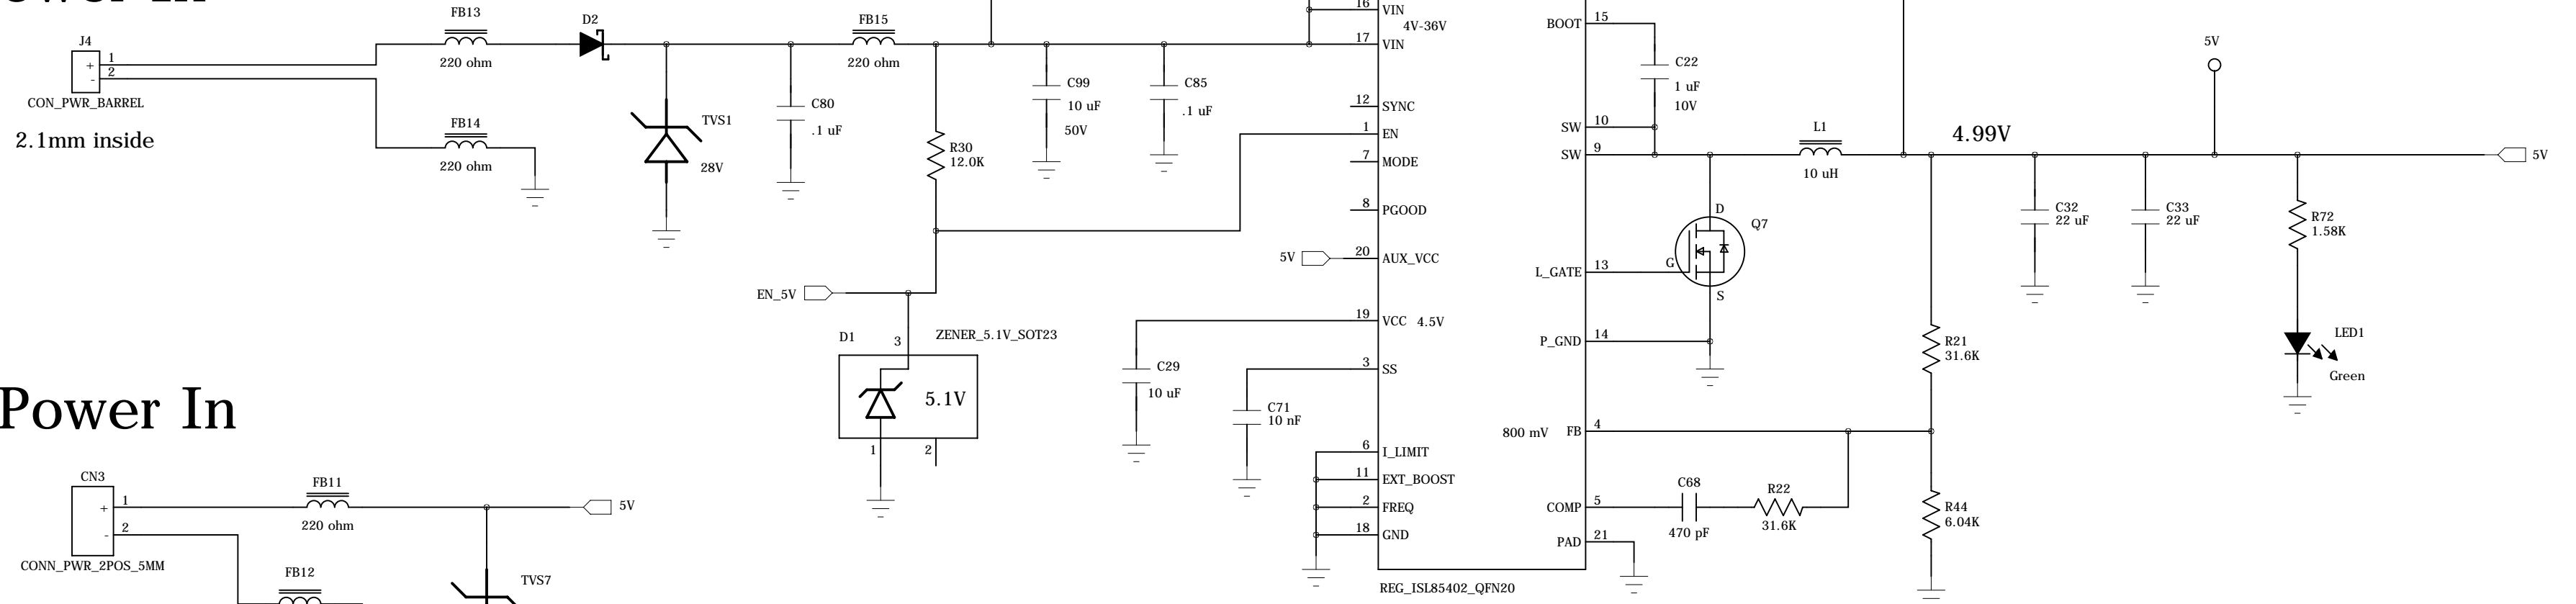 FB13
D2
FB15
J4
+ 1
- 2
220 ohm
220 ohm
CON_PWR_BARREL
2.1mm inside
FB14
220 ohm
TVS1
28V
C80
.1 uF
R30
12.0K
C99
10 uF
50V
C85
.1 uF
EN_5V
D1
3
ZENER_5.1V_SOT23
5.1V
1
2
16 VIN
4V-36V
17 VIN
12 SYNC
1 EN
7 MODE
8 PGOOD
5V
20 AUX_VCC
19 VCC 4.5V
3 SS
6 I_LIMIT
11 EXT_BOOST
2 FREQ
18 GND
C29
10 uF
C71
10 nF
BOOT 15
SW 10
SW 9
L_GATE 13
P_GND 14
800 mV FB 4
COMP 5
PAD 21
REG_ISL85402_QFN20
C22
1 uF
10V
L1
10 uH
4.99V
5V
5V
D
Q7
G
S
C32
22 uF
C33
22 uF
R72
1.58K
LED1
Green
R21
31.6K
C68
470 pF
R22
31.6K
R44
6.04K
Power In
CN3
+ 1
- 2
CONN_PWR_2POS_5MM
FB11
220 ohm
5V
FB12
TVS7